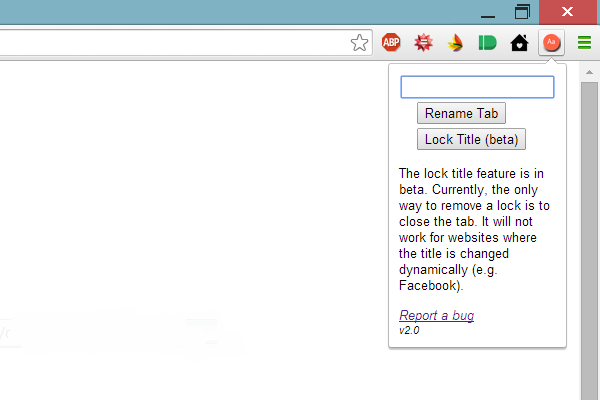 ABP
Aa
Rename Tab
Lock Title (beta)
The lock title feature is in
beta. Currently, the only
way to remove a lock is to
close the tab. It will not
work for websites where
the title is changed
dynamically (e.g.
Facebook).
Report a bug
v2.0